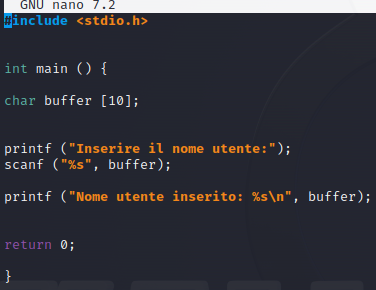 GNU nano 7.2
#include <stdio.h>
int main () {
char buffer [10];
printf ("Inserire il nome utente:");
scanf ("%s", buffer);
printf ("Nome utente inserito: %s\n", buffer);
return 0;
}